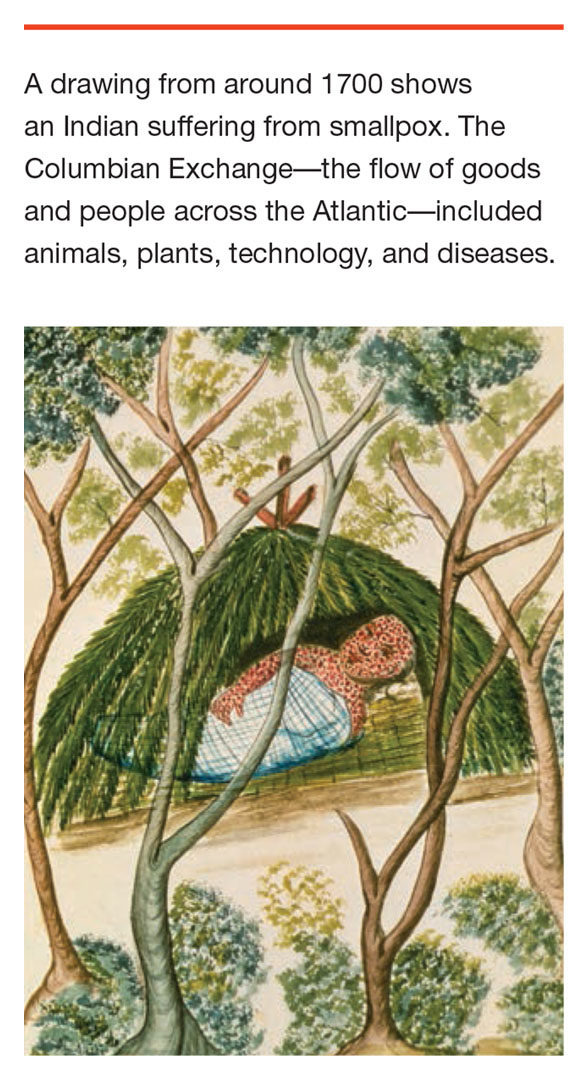 A drawing from around 1700 shows
an Indian suffering from smallpox. The
Columbian Exchange—the flow of goods
and people across the Atlantic—included
animals, plants, technology, and diseases.